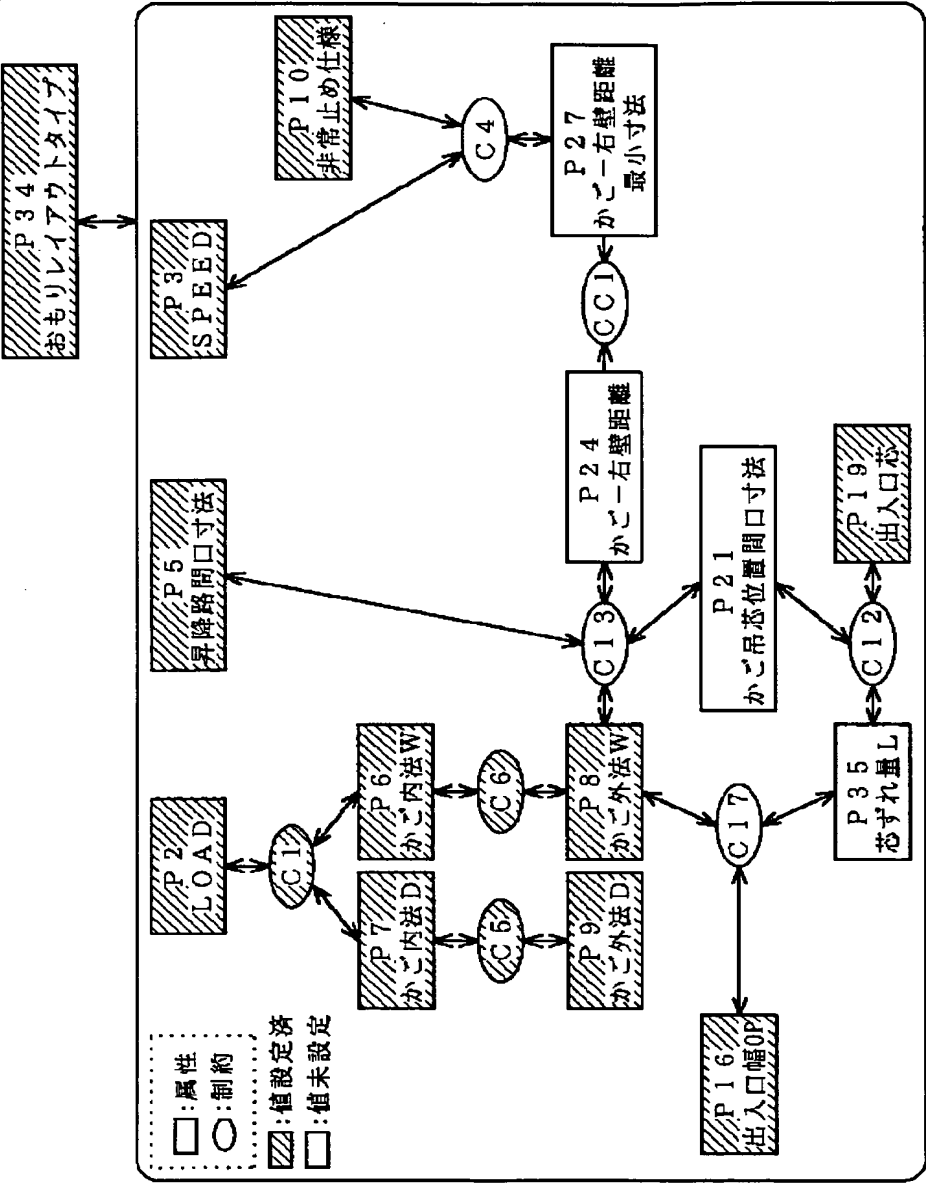 P34
おもりレイアウトタイプ
:属性
:制約
:値設定済
:値未設定
P2
LOAD
P5
昇降路間口寸法
P3
SPEED
P10
非常止め仕様
C1
P7
かご内法D
P6
かご内法W
C5
C6
C4
P9
かご外法D
P8
かご外法W
C13
P24
かご－右壁距離
CC1
P27
かご－右壁距離
最小寸法
P16
出入口幅OP
C17
P21
かご吊芯位置間口寸法
P35
芯ずれ量L
C12
P19
出入口芯